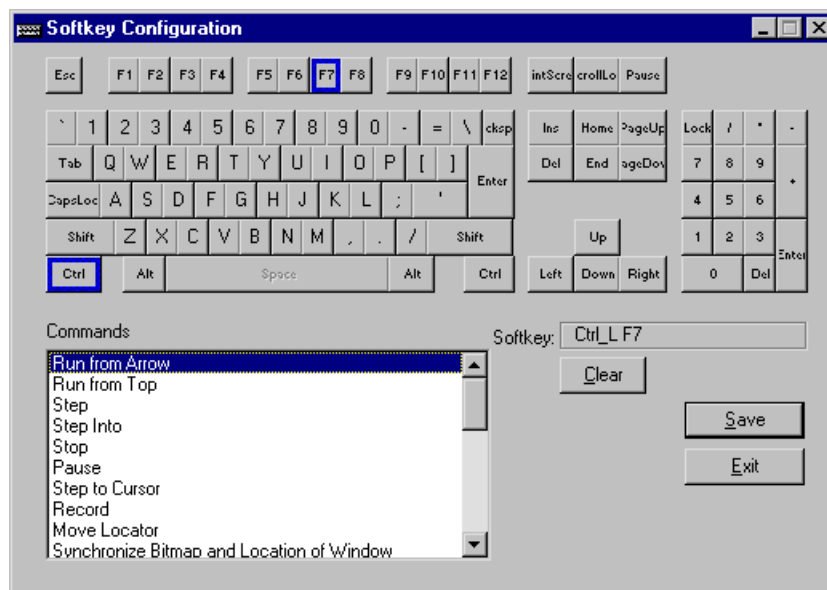 Softkey Configuration
Esc F1 F2 F3 F4 F5 F6 F7 F8 F9 F10 F11 F12 intScre crollLo Pause
` 1 2 3 4 5 6 7 8 9 0 - = \ cksp Ins Home PageUp Lock / * -
Tab Q W E R T Y U I O P [ ] Enter Del End ageDov 7 8 9 +
CapsLoc A S D F G H J K L ; ' 4 5 6
Shift Z X C V B N M , . / Shift Up 1 2 3 Enter
Ctrl Alt Space Alt Ctrl Left Down Right 0 Del
Commands
Softkey: Ctrl_L F7
Run from Arrow
Run from Top
Step
Step Into
Stop
Pause
Step to Cursor
Record
Move Locator
Synchronize Bitmap and Location of Window
Clear
Save
Exit